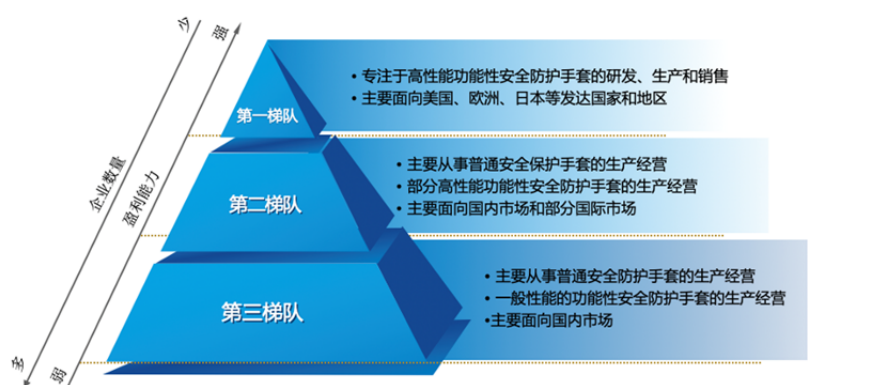 少
强
企业数量
盈利能力
多
弱
第一梯队
• 专注于高性能功能性安全防护手套的研发、生产和销售
• 主要面向美国、欧洲、日本等发达国家和地区
第二梯队
• 主要从事普通安全保护手套的生产经营
• 部分高性能功能性安全防护手套的生产经营
• 主要面向国内市场和部分国际市场
第三梯队
• 主要从事普通安全防护手套的生产经营
• 一般性能的功能性安全防护手套的生产经营
•主要面向国内市场